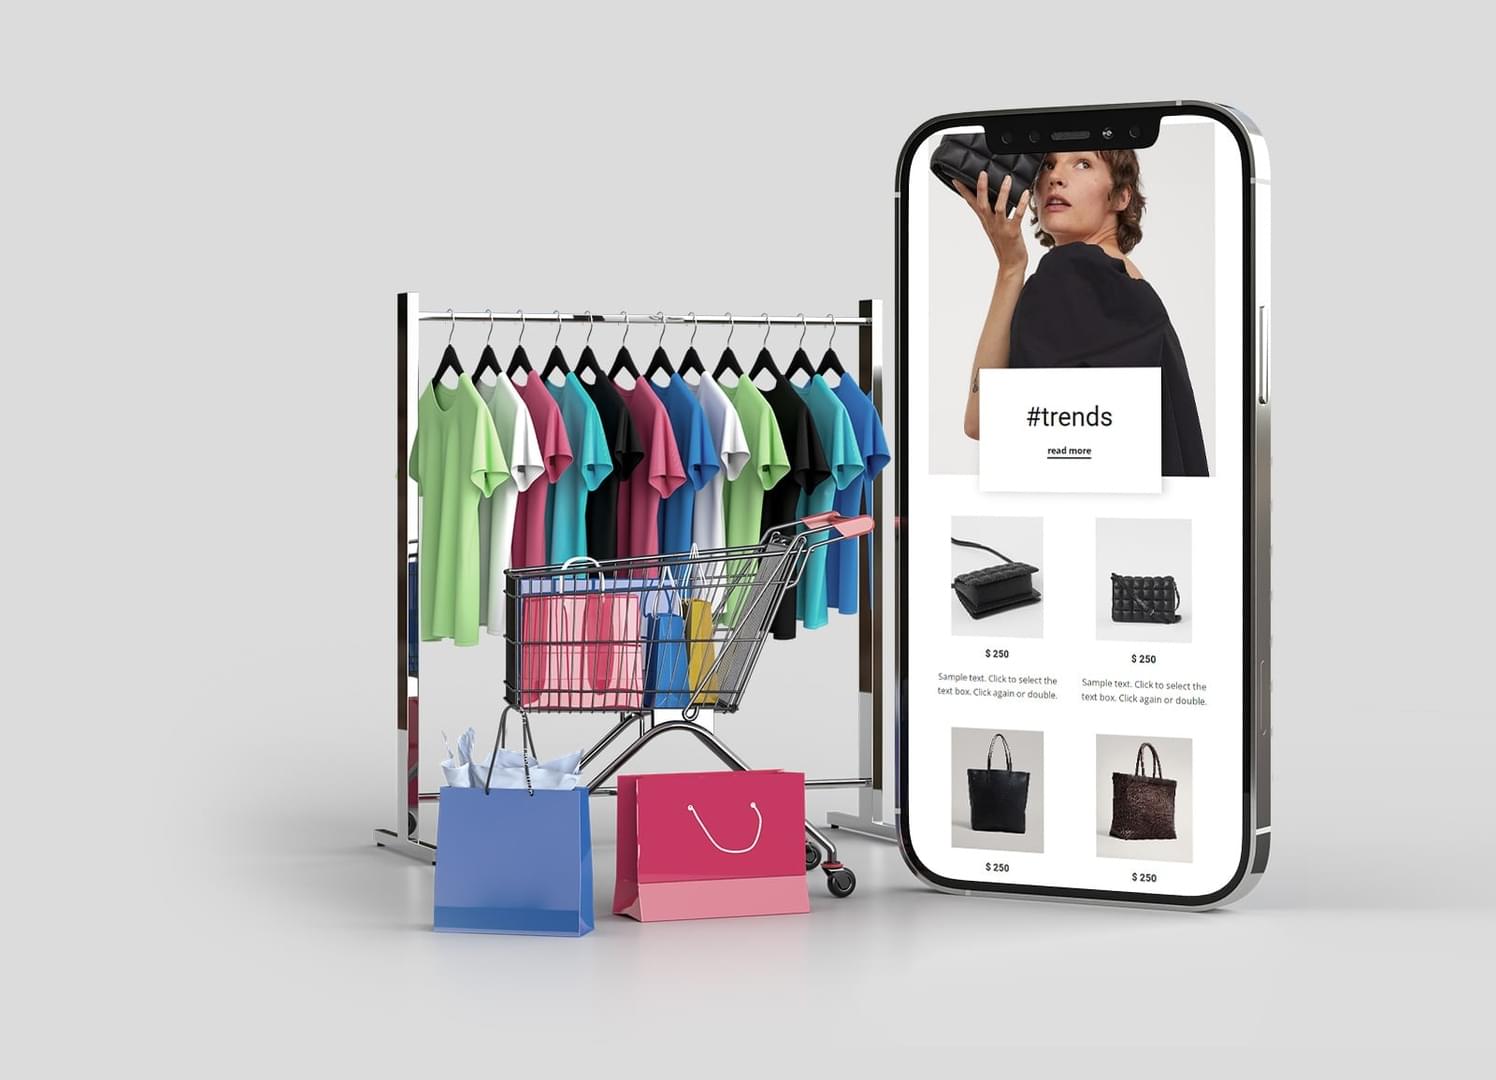 #trends
read more
$ 250
$ 250
Sample text. Click to select the
text box. Click again or double.
Sample text. Click to select the
text box. Click again or double.
$ 250
$ 250